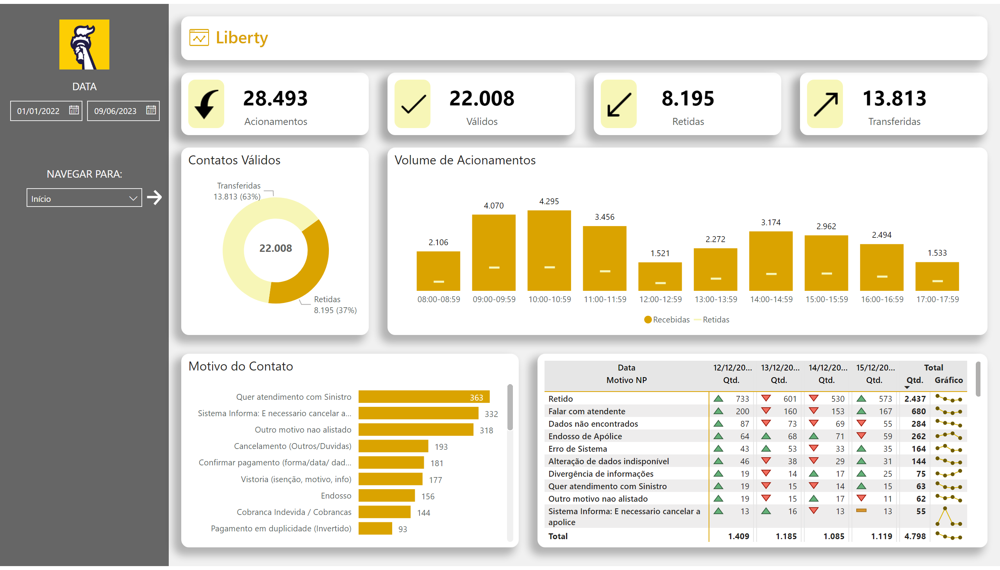 DATA
01/01/2022 09/06/2023
NAVEGAR PARA:
Início
Liberty
28.493
Acionamentos
22.008
Válidos
8.195
Retidas
13.813
Transferidas
Contatos Válidos
Transferidas
13.813 (63%)
22.008
Retidas
8.195 (37%)
Volume de Acionamentos
2.106 4.070 4.295 3.456 1.521 2.272 3.174 2.962 2.494 1.533
08:00-08:59 09:00-09:59 10:00-10:59 11:00-11:59 12:00-12:59 13:00-13:59 14:00-14:59 15:00-15:59 16:00-16:59 17:00-17:59
Recebidas Retidas
Motivo do Contato
Quer atendimento com Sinistro 363
Sistema Informa: E necessario cancelar a... 332
Outro motivo nao alistado 318
Cancelamento (Outros/Duvidas) 193
Confirmar pagamento (forma/data/ dad... 181
Vistoria (isenção, motivo, info) 177
Endosso 156
Cobranca Indevida / Cobrancas 144
Pagamento em duplicidade (Invertido) 93
Data 12/12/20... 13/12/20... 14/12/20... 15/12/20... Total
Motivo NP Qtd. Qtd. Qtd. Qtd. Qtd. Gráfico
Retido 733 601 530 573 2.437
Falar com atendente 200 160 153 167 680
Dados não encontrados 87 73 69 55 284
Endosso de Apólice 64 68 71 59 262
Erro de Sistema 43 53 33 35 164
Alteração de dados indisponível 46 38 29 31 144
Divergência de informações 19 14 17 25 75
Quer atendimento com Sinistro 19 15 14 15 63
Outro motivo nao alistado 19 15 17 11 62
Sistema Informa: E necessario cancelar a 13 16 13 13 55
apolice
Total 1.409 1.185 1.085 1.119 4.798